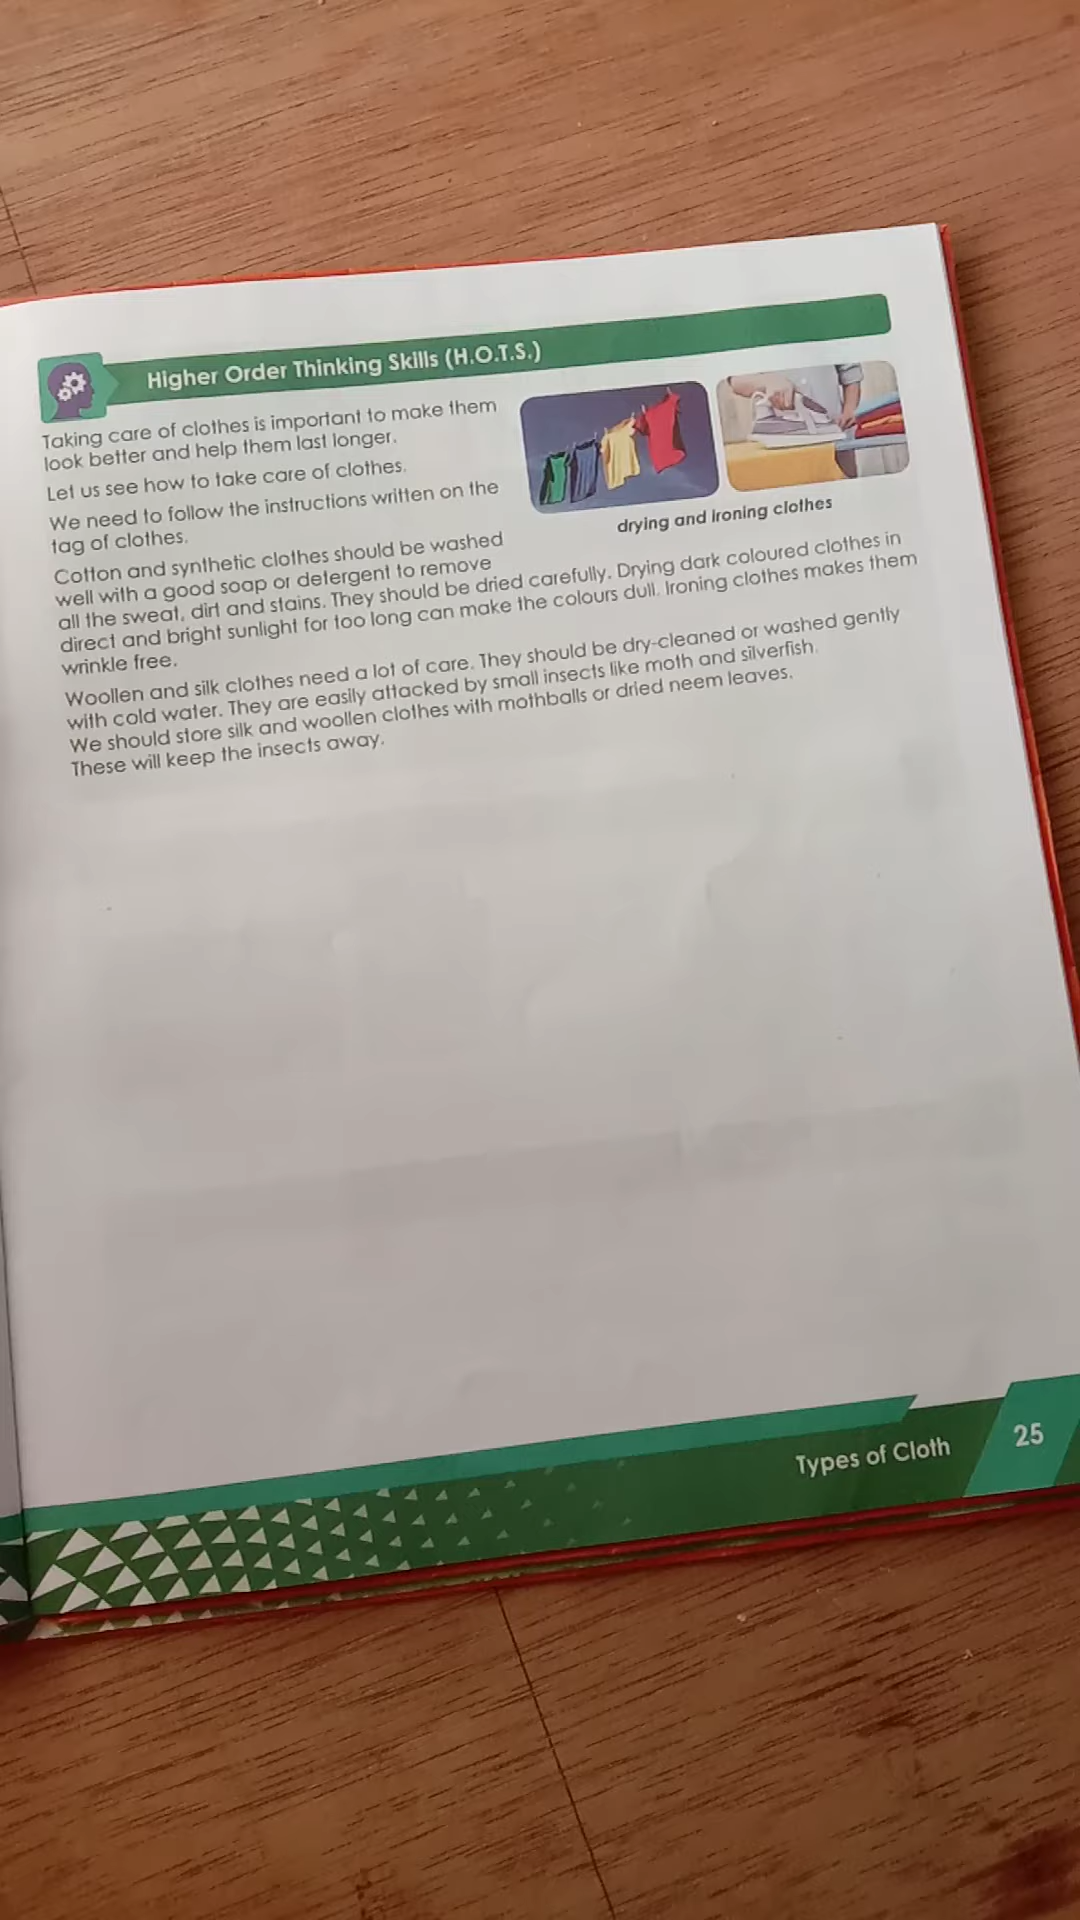 Higher Order Thinking Skills (H.O.T.S.)
Taking care of clothes is important to make them
look better and help them last longer.
Let us see how to take care of clothes.
We need to follow the instructions written on the
tag of clothes.
drying and ironing clothes
Cotton and synthetic clothes should be washed
well with a good soap or detergent to remove
all the sweat, dirt and stains. They should be dried carefully. Drying dark coloured clothes in
direct and bright sunlight for too long can make the colours dull. Ironing clothes makes them
wrinkle free.
Woollen and silk clothes need a lot of care. They should be dry-cleaned or washed gently
with cold water. They are easily attacked by small insects like moth and silverfish.
We should store silk and woollen clothes with mothballs or dried neem leaves.
These will keep the insects away.
Types of Cloth
25